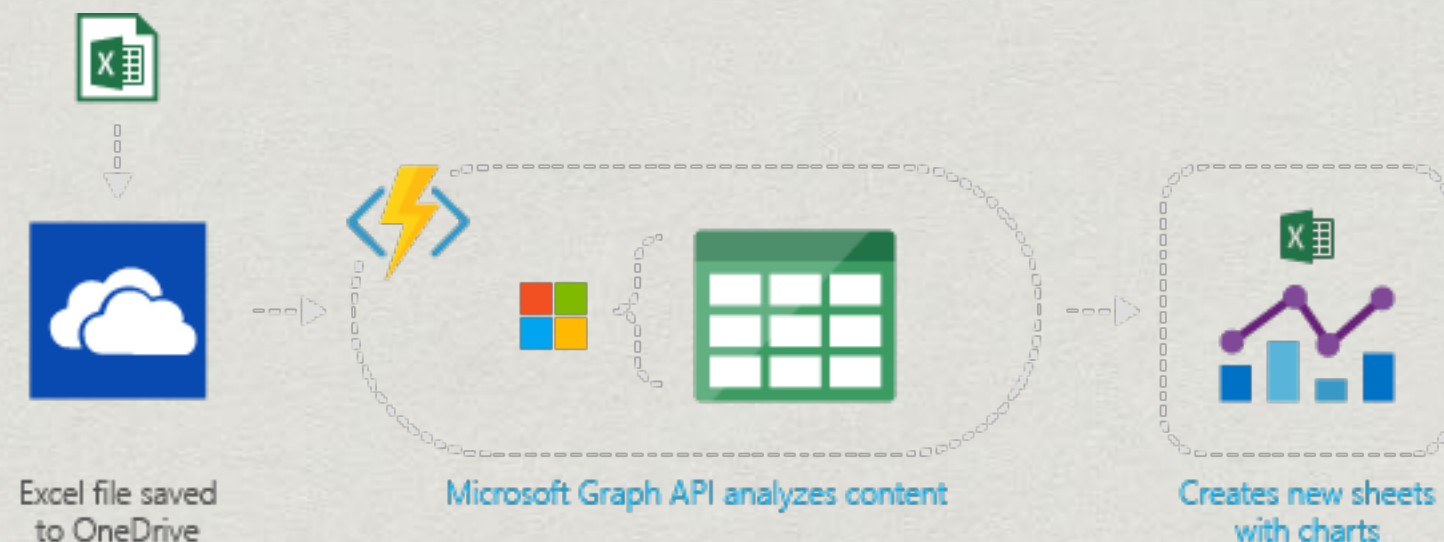 X
X
Excel file saved
to OneDrive
Microsoft Graph API analyzes content
Creates new sheets
with charts